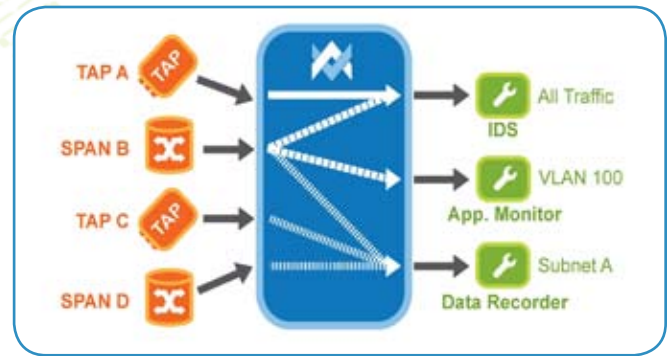 TAP A
TAP
SPAN B
TAP C
TAP
SPAN D
All Traffic
IDS
VLAN 100
App. Monitor
Subnet A
Data Recorder